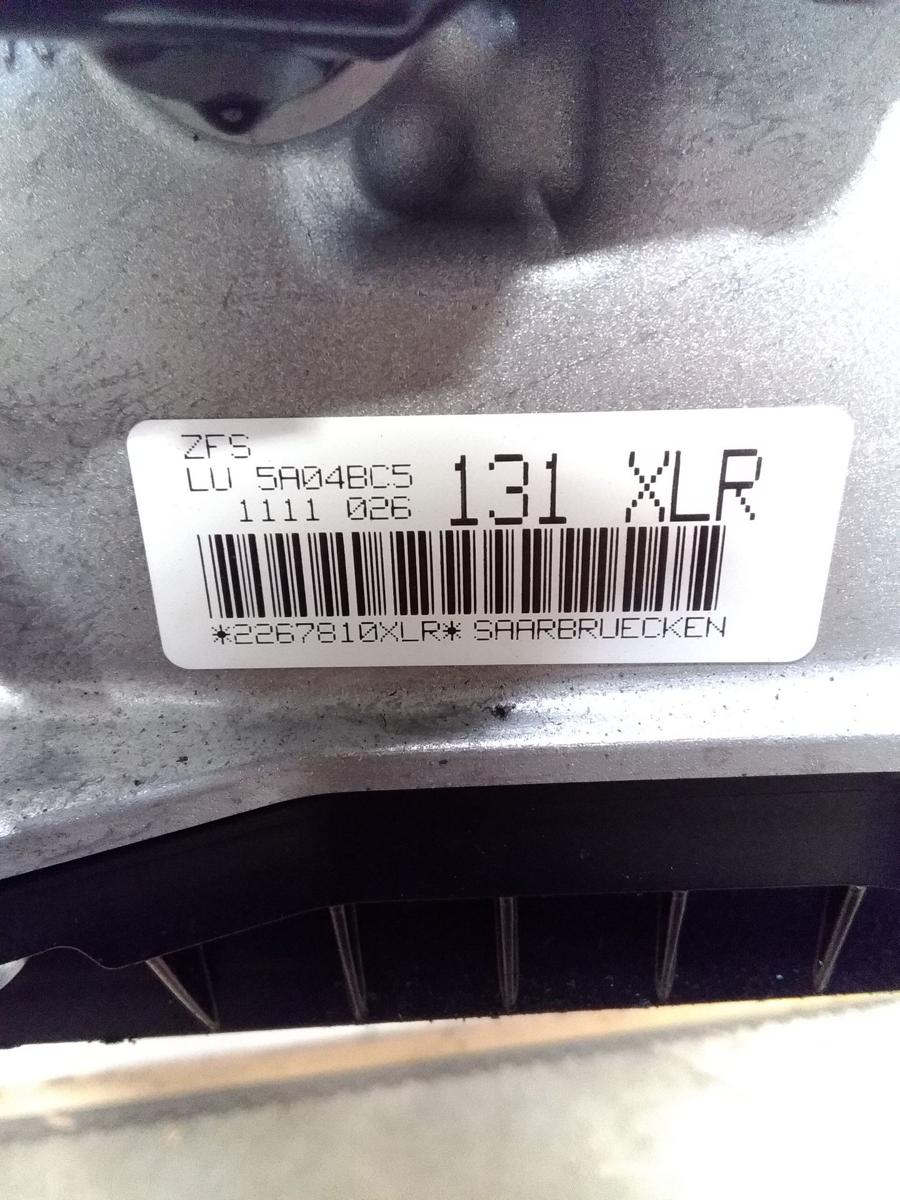 ZFS
LU 5A04BC5
1111 026
131 XLR
*2267810XLR* SAARBRUECKEN